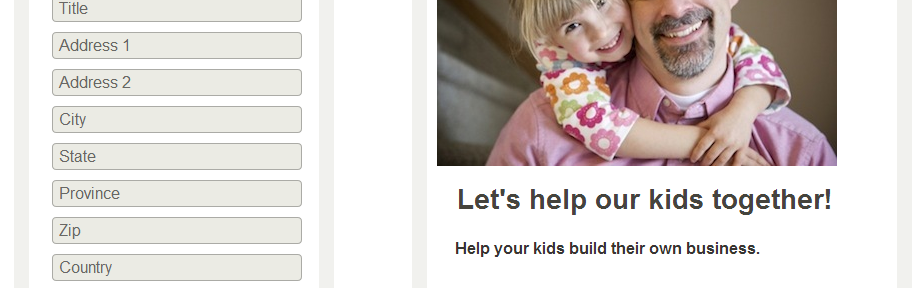 Title
Address 1
Address 2
City
State
Province
Zip
Country
Let's help our kids together!
Help your kids build their own business.